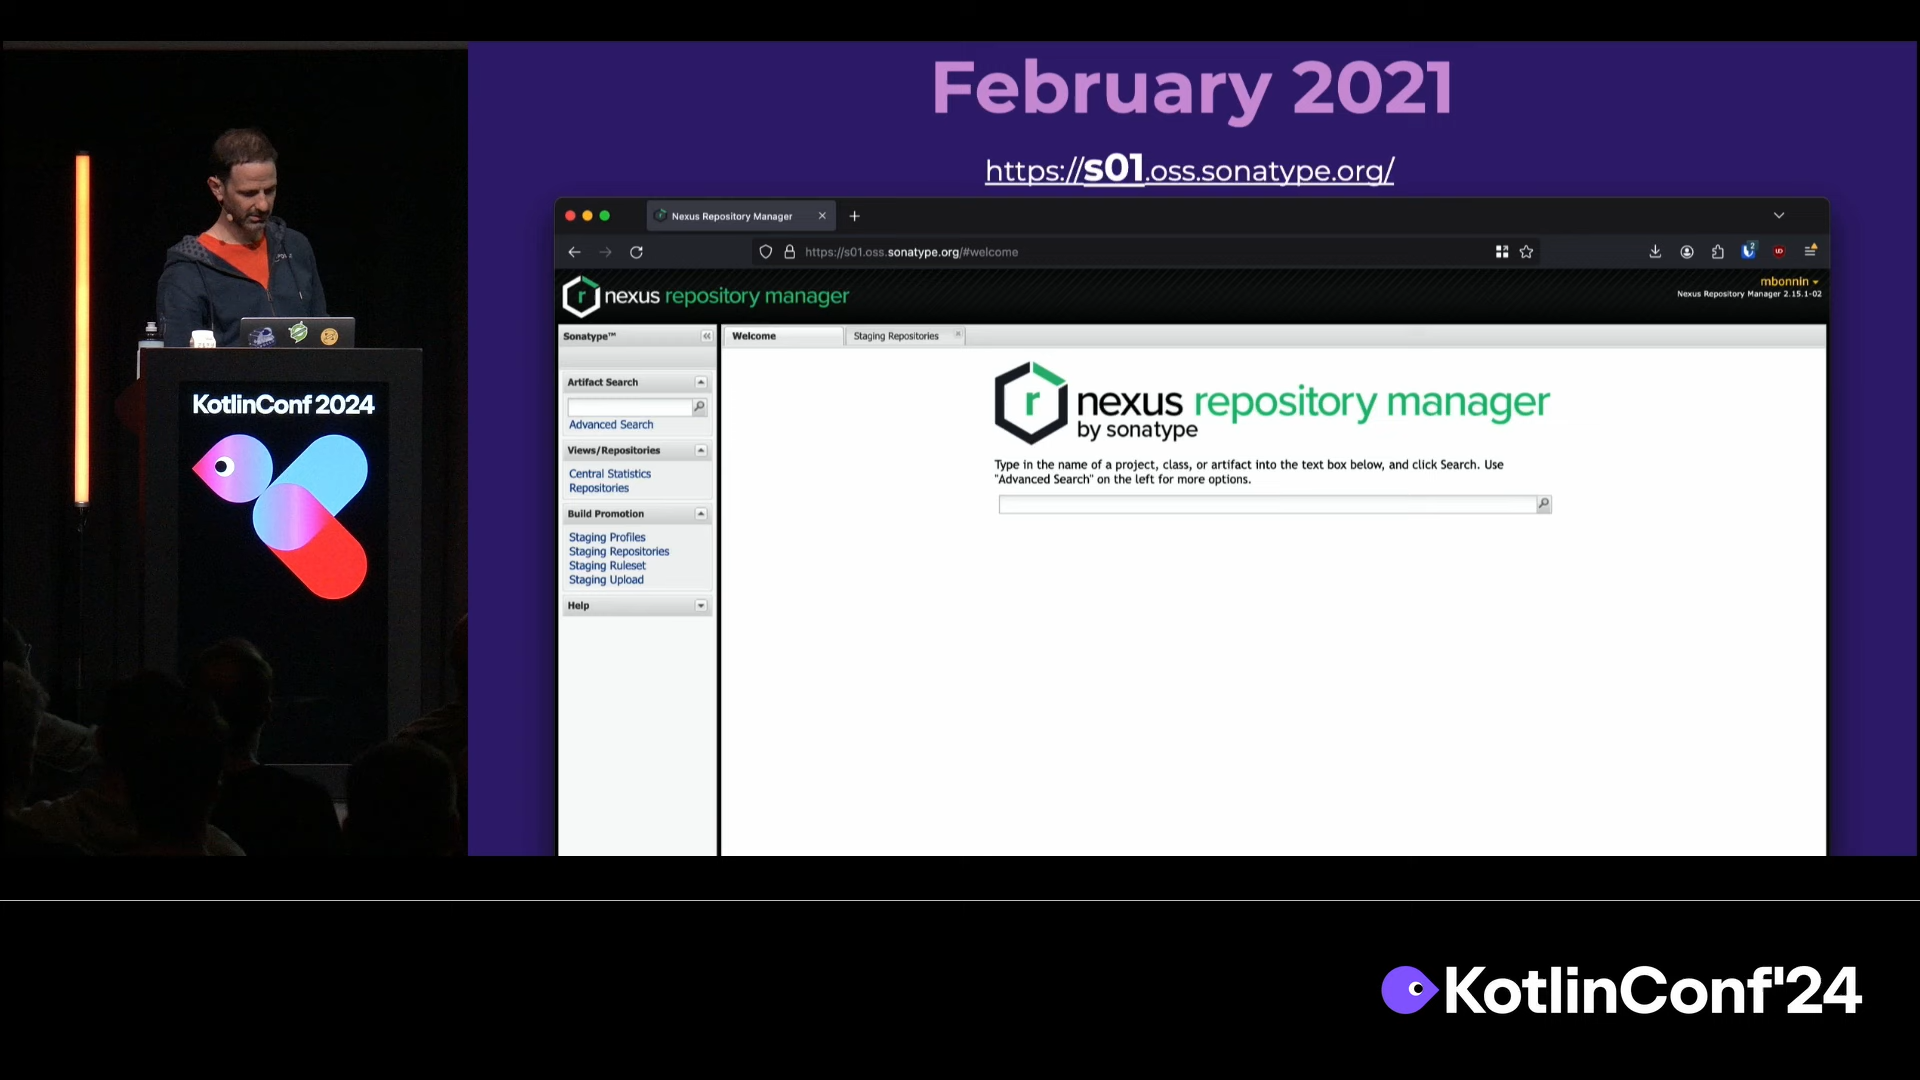 February 2021
https://s01.oss.sonatype.org/
Nexus Repository Manager
https://s01.oss.sonatype.org/#welcome
2
nexus repository manager
mbonnin
Nexus Repository Manager 2.15.1-02
Sonatype™
Welcome
Staging Repositories
Artifact Search
Advanced Search
Views/Repositories
Central Statistics
Repositories
Build Promotion
Staging Profiles
Staging Repositories
Staging Ruleset
Staging Upload
Help
r
nexus repository manager
by sonatype
Type in the name of a project, class, or artifact into the text box below, and click Search. Use
"Advanced Search" on the left for more options.
KotlinConf 2024
KotlinConf'24